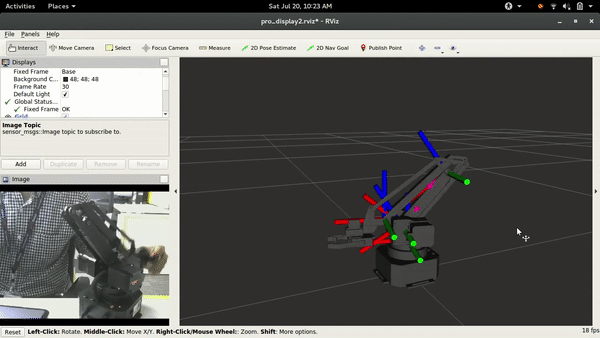 Activities Places Sat Jul 20, 10:23 AM
pro..display2.rviz* - RViz
File Panels Help
Interact Move Camera Select Focus Camera Measure 2D Pose Estimate 2D Nav Goal Publish Point
Displays
Fixed Frame Base
Background C... 48; 48; 48
Frame Rate 30
Default Light
Global Status...
Fixed Frame OK
Grid
Image Topic
sensor_msgs::Image topic to subscribe to.
Add Duplicate Remove Rename
Image
Reset Left-Click: Rotate. Middle-Click: Move X/Y. Right-Click/Mouse Wheel:: Zoom. Shift: More options. 18 fps